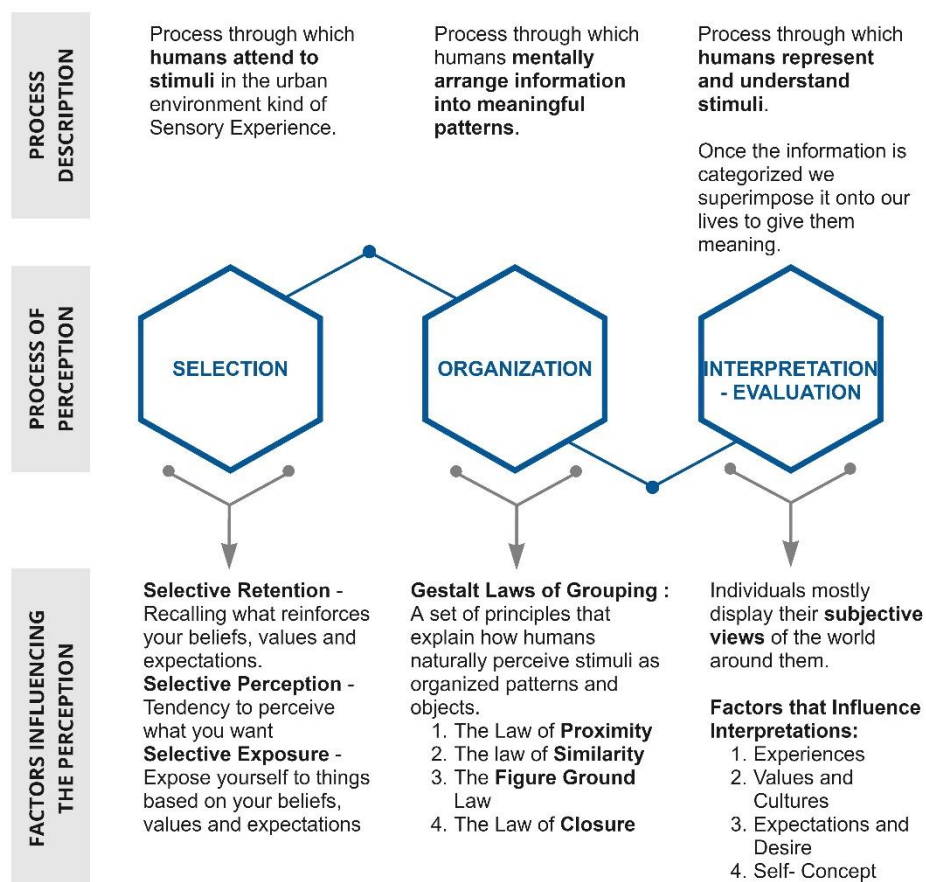 PROCESS
DESCRIPTION
Process through which
humans attend to
stimuli in the urban
environment kind of
Sensory Experience.
Process through which
humans mentally
arrange information
into meaningful
patterns.
Process through which
humans represent
and understand
stimuli.
Once the information is
categorized we
superimpose it onto our
lives to give them
meaning.
PROCESS OF
PERCEPTION
SELECTION
ORGANIZATION
INTERPRETATION
- EVALUATION
FACTORS INFLUENCING
THE PERCEPTION
Selective Retention -
Recalling what reinforces
your beliefs, values and
expectations.
Selective Perception -
Tendency to perceive
what you want
Selective Exposure -
Expose yourself to things
based on your beliefs,
values and expectations
Gestalt Laws of Grouping :
A set of principles that
explain how humans
naturally perceive stimuli as
organized patterns and
objects.
1. The Law of Proximity
2. The law of Similarity
3. The Figure Ground
Law
4. The Law of Closure
Individuals mostly
display their subjective
views of the world
around them.
Factors that Influence
Interpretations:
1. Experiences
2. Values and
Cultures
3. Expectations and
Desire
4. Self- Concept